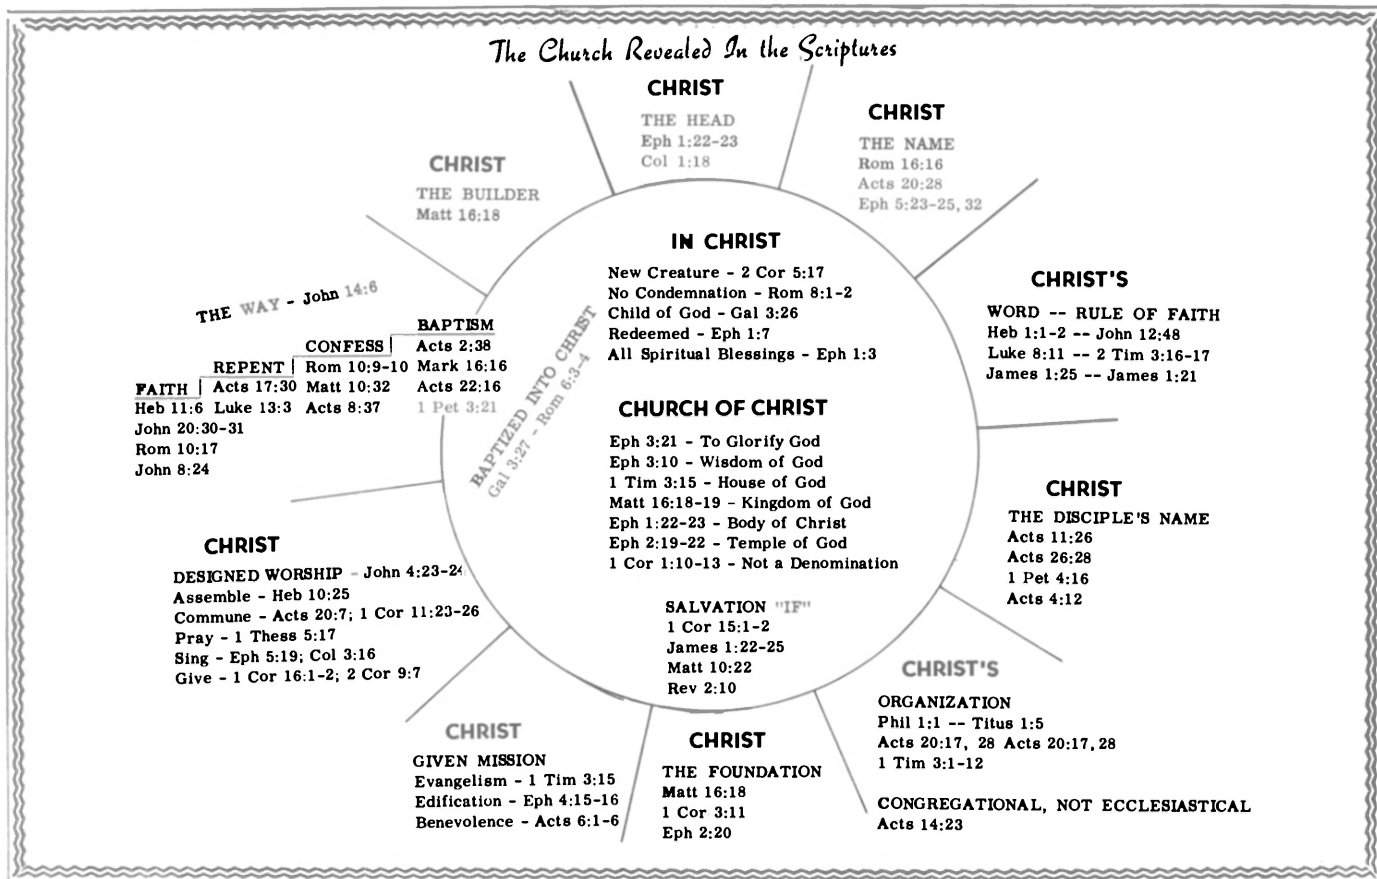 The Church Revealed In the Scriptures
CHRIST
THE HEAD
Eph 1:22-23
Col 1:18
CHRIST
THE NAME
Rom 16:16
Acts 20:28
Eph 5:23-25, 32
CHRIST
THE BUILDER
Matt 16:18
IN CHRIST
New Creature - 2 Cor 5:17
No Condemnation - Rom 8:1-2
Child of God - Gal 3:26
Redeemed - Eph 1:7
All Spiritual Blessings - Eph 1:3
CHRIST'S
WORD -- RULE OF FAITH
Heb 1:1-2 -- John 12:48
Luke 8:11 -- 2 Tim 3:16-17
James 1:25 -- James 1:21
THE WAY - John 14:6
FAITH
Heb 11:6
John 20:30-31
Rom 10:17
John 8:24
REPENT
Acts 17:30
Luke 13:3
CONFESS
Rom 10:9-10
Matt 10:32
Acts 8:37
BAPTISM
Acts 2:38
Mark 16:16
Acts 22:16
1 Pet 3:21
BAPTIZED INTO CHRIST
Gal 3:27 - Rom 6:3-4
CHURCH OF CHRIST
Eph 3:21 - To Glorify God
Eph 3:10 - Wisdom of God
1 Tim 3:15 - House of God
Matt 16:18-19 - Kingdom of God
Eph 1:22-23 - Body of Christ
Eph 2:19-22 - Temple of God
1 Cor 1:10-13 - Not a Denomination
CHRIST
THE DISCIPLE'S NAME
Acts 11:26
Acts 26:28
1 Pet 4:16
Acts 4:12
CHRIST
DESIGNED WORSHIP - John 4:23-24
Assemble - Heb 10:25
Commune - Acts 20:7; 1 Cor 11:23-26
Pray - 1 Thess 5:17
Sing - Eph 5:19; Col 3:16
Give - 1 Cor 16:1-2; 2 Cor 9:7
SALVATION "IF"
1 Cor 15:1-2
James 1:22-25
Matt 10:22
Rev 2:10
CHRIST'S
ORGANIZATION
Phil 1:1 -- Titus 1:5
Acts 20:17, 28 Acts 20:17, 28
1 Tim 3:1-12
CONGREGATIONAL, NOT ECCLESIASTICAL
Acts 14:23
CHRIST
GIVEN MISSION
Evangelism - 1 Tim 3:15
Edification - Eph 4:15-16
Benevolence - Acts 6:1-6
CHRIST
THE FOUNDATION
Matt 16:18
1 Cor 3:11
Eph 2:20